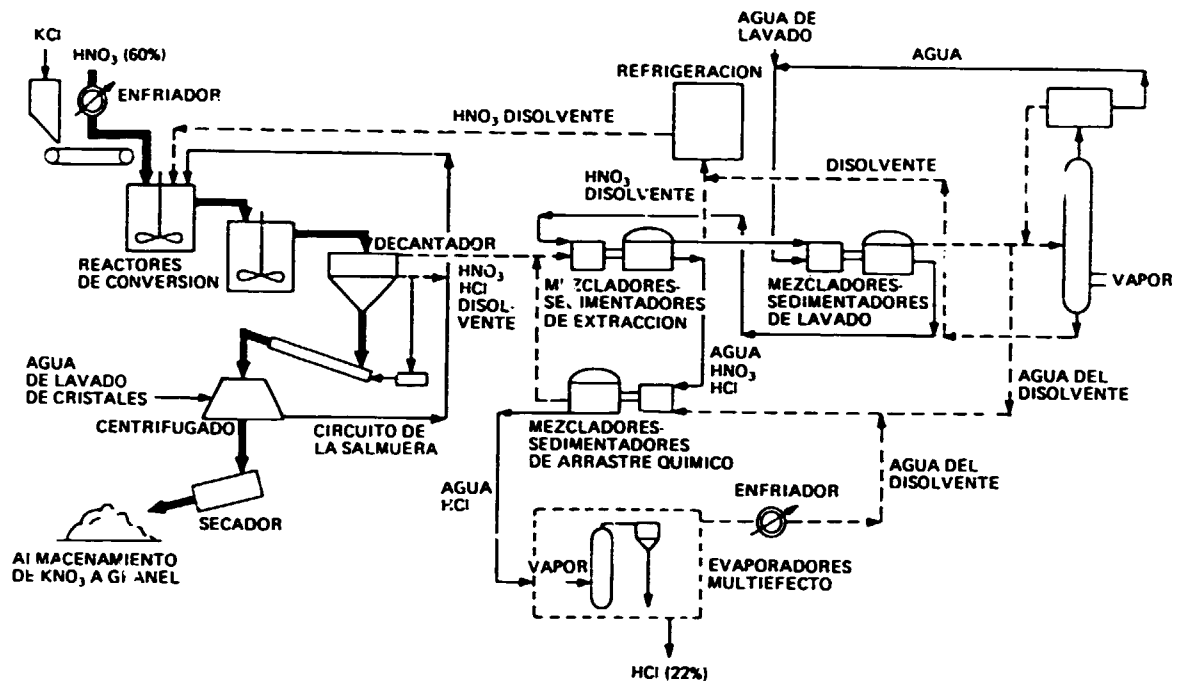 KCl
HNO₃ (60%)
ENFRIADOR
AGUA DE
LAVADO
AGUA
REFRIGERACION
HNO₃ DISOLVENTE
DISOLVENTE
HNO₃
DISOLVENTE
REACTORES
DE CONVERSION
DECANTADOR
HNO₃
HCl
DISOL-
VENTE
MEZCLADORES-
SEDIMENTADORES
DE EXTRACCION
MEZCLADORES-
SEDIMENTADORES
DE LAVADO
VAPOR
AGUA
DE LAVADO
DE CRISTALES
CENTRIFUGADO
CIRCUITO DE
LA SALMUERA
AGUA
HNO₃
HCl
AGUA DEL
DISOLVENTE
MEZCLADORES-
SEDIMENTADORES
DE ARRASTRE QUIMICO
AGUA
HCl
AGUA DEL
DISOLVENTE
ENFRIADOR
SECADOR
ALMACENAMIENTO
DE KNO₃ A GRANEL
VAPOR
EVAPORADORES
MULTIEFECTO
HCl (22%)